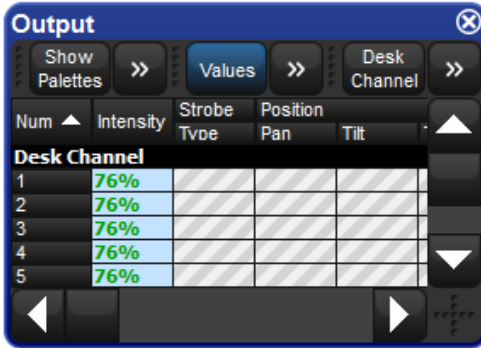 Output
Show Palettes » Values » Desk Channel »
Num Intensity Strobe Position
Type Pan Tilt
Desk Channel
1 76%
2 76%
3 76%
4 76%
5 76%